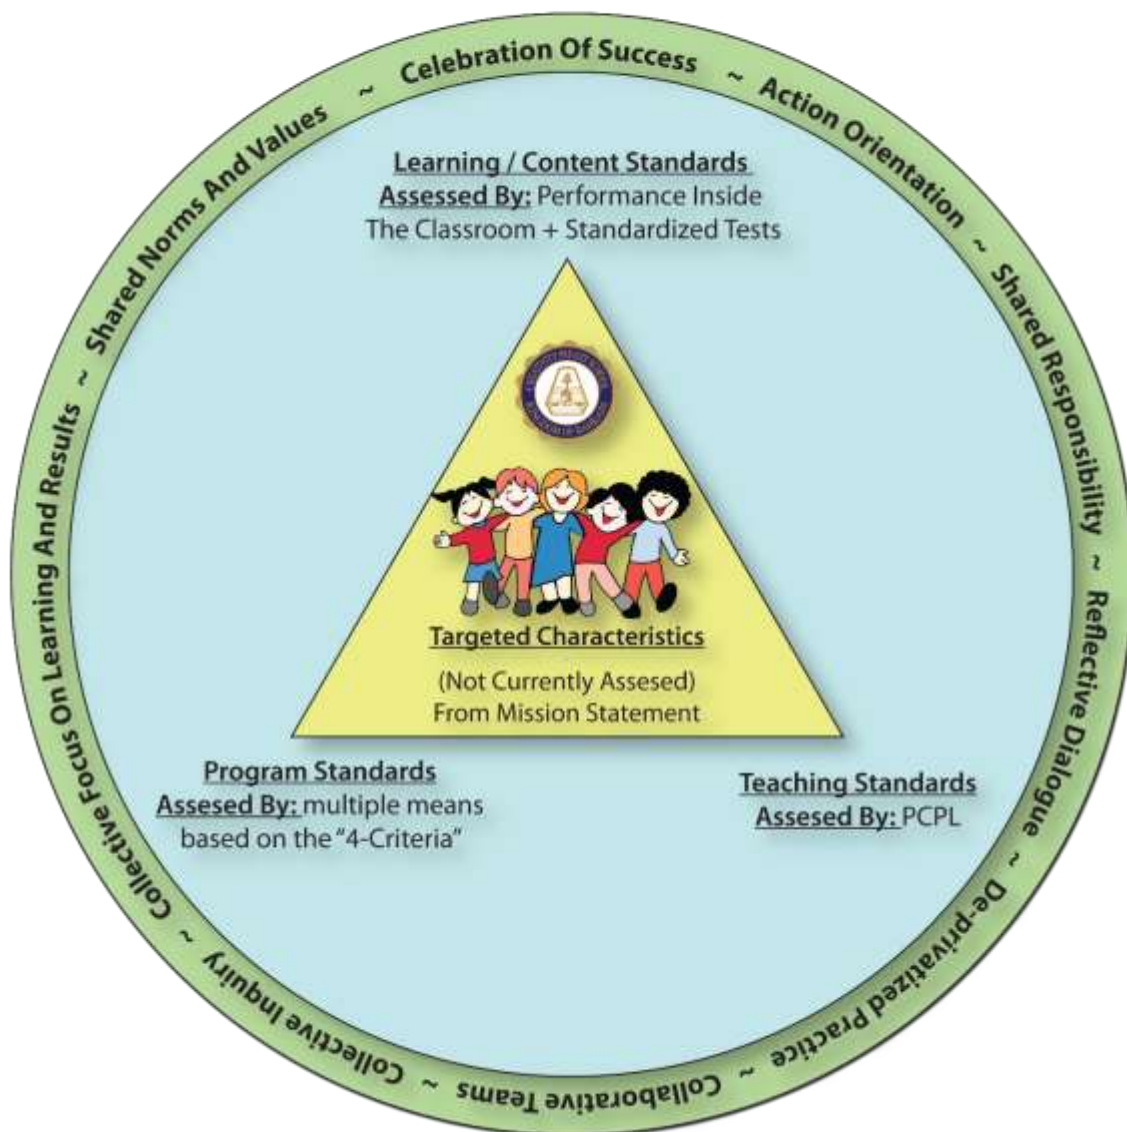 Celebration Of Success ~ Action Orientation ~ Shared Responsibility ~ Reflective Dialogue ~ De-privatized Practice ~ Collaborative Teams ~ Collective Inquiry ~ Collective Focus On Learning And Results ~ Shared Norms And Values ~
Learning / Content Standards
Assessed By: Performance Inside
The Classroom + Standardized Tests
Targeted Characteristics
(Not Currently Assesed)
From Mission Statement
Program Standards
Assesed By: multiple means
based on the "4-Criteria"
Teaching Standards
Assesed By: PCPL